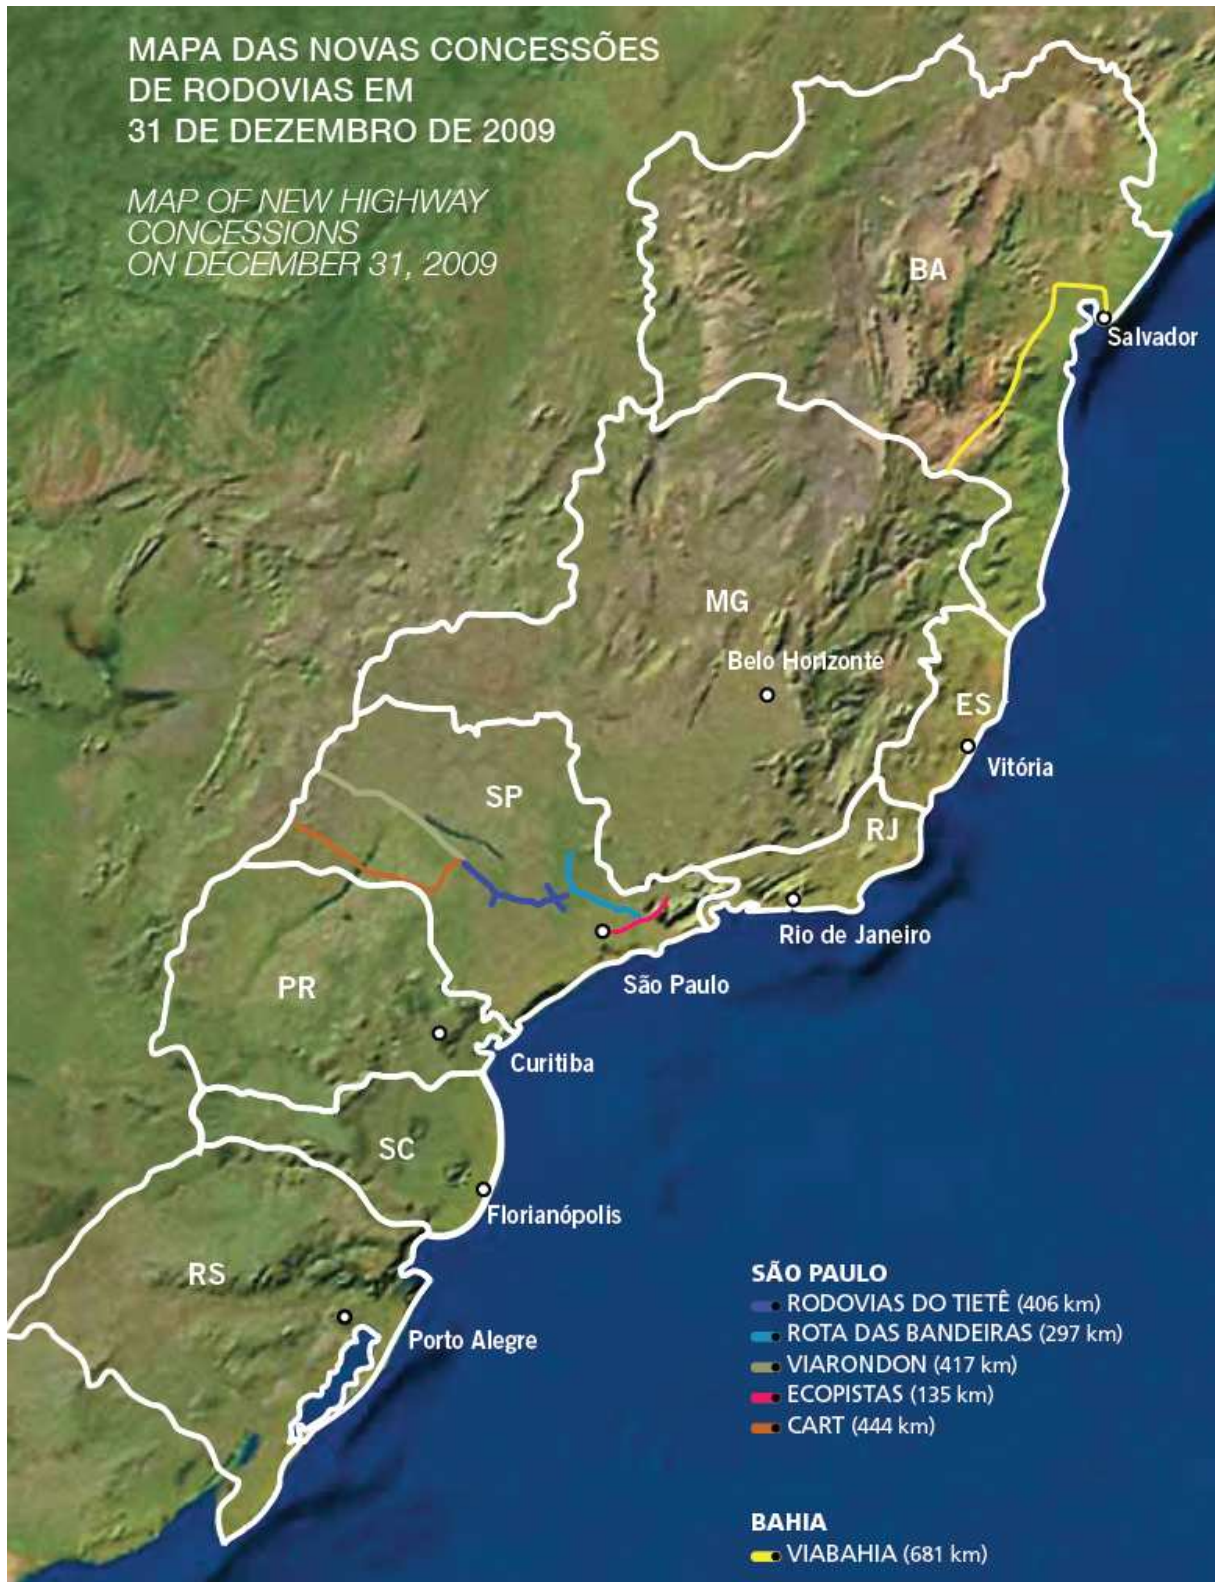 MAPA DAS NOVAS CONCESSÕES
DE RODOVIAS EM
31 DE DEZEMBRO DE 2009
MAP OF NEW HIGHWAY
CONCESSIONS
ON DECEMBER 31, 2009
BA
Salvador
MG
Belo Horizonte
ES
Vitória
SP
RJ
Rio de Janeiro
São Paulo
PR
Curitiba
SC
Florianópolis
RS
Porto Alegre
SÃO PAULO
RODOVIAS DO TIETÊ (406 km)
ROTA DAS BANDEIRAS (297 km)
VIARONDON (417 km)
ECOPISTAS (135 km)
CART (444 km)
BAHIA
VIABAHIA (681 km)